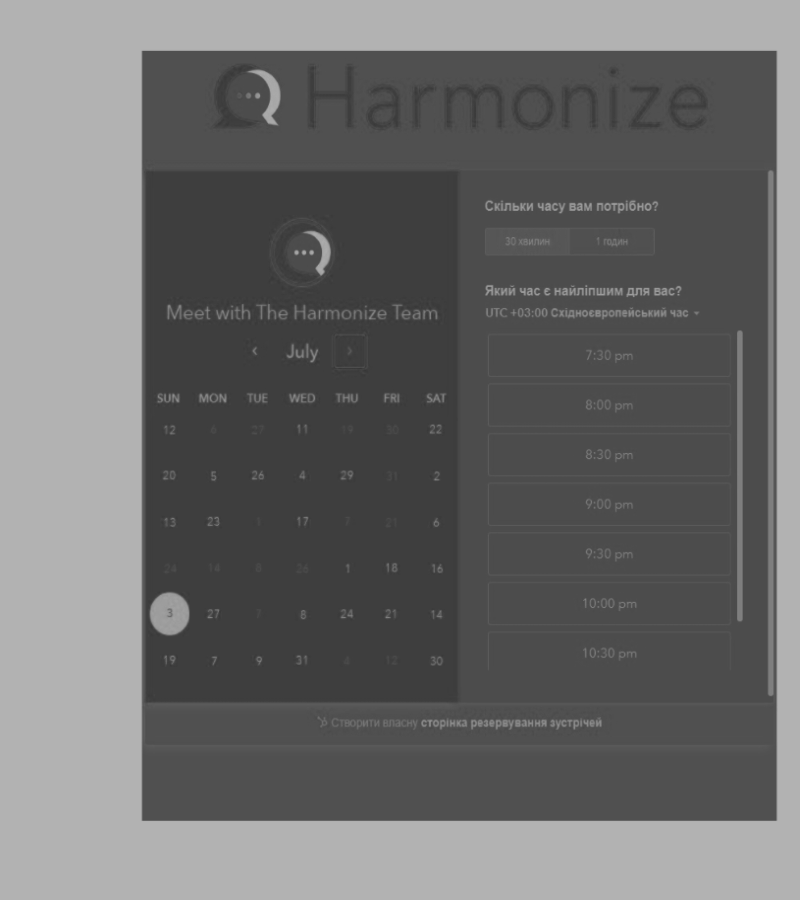 Harmonize
Meet with The Harmonize Team
‹ July ›
SUN MON TUE WED THU FRI SAT
12 6 27 11 19 30 22
20 5 26 4 29 31 2
13 23 1 17 7 21 6
24 14 8 26 1 18 16
3 27 7 8 24 21 14
19 7 9 31 4 12 30
Скільки часу вам потрібно?
30 хвилин 1 годин
Який час є найліпшим для вас?
UTC +03:00 Східноєвропейський час
7:30 pm
8:00 pm
8:30 pm
9:00 pm
9:30 pm
10:00 pm
10:30 pm
Створити власну сторінка резервування зустрічей